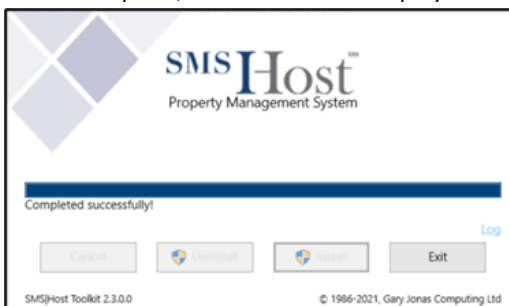 SMS|Host℠
Property Management System
Completed successfully!
Log
Cancel
Uninstall
Install
Exit
SMS|Host Toolkit 2.3.0.0
© 1986-2021, Gary Jonas Computing Ltd